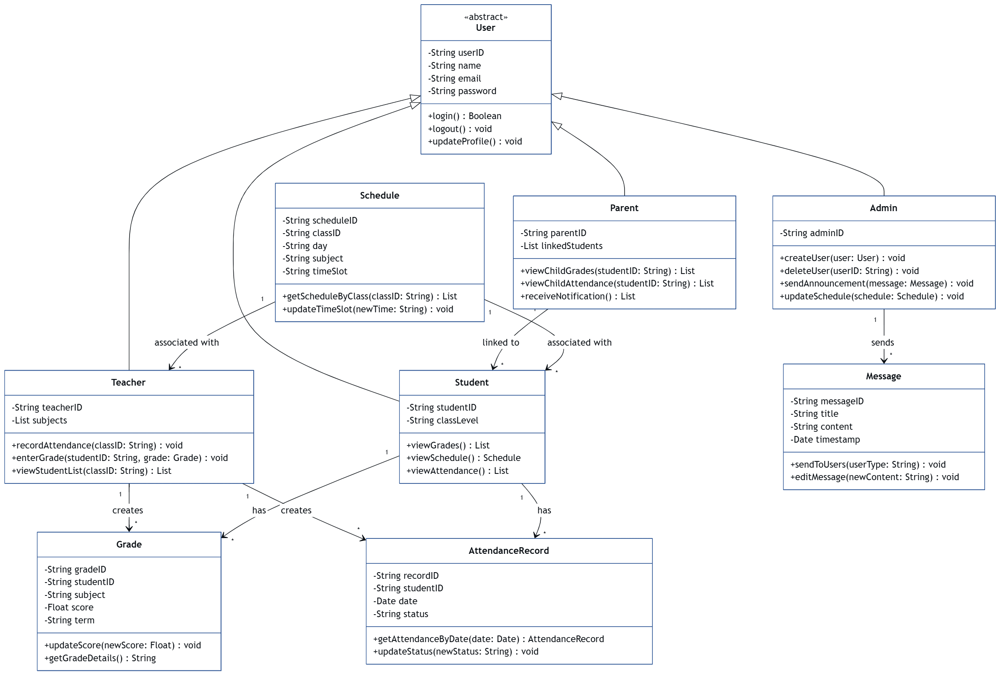 «abstract»
User
-String userID
-String name
-String email
-String password
+login() : Boolean
+logout() : void
+updateProfile() : void
Schedule
-String scheduleID
-String classID
-String day
-String subject
-String timeSlot
+getScheduleByClass(classID: String) : List
+updateTimeSlot(newTime: String) : void
Parent
-String parentID
-List linkedStudents
+viewChildGrades(studentID: String) : List
+viewChildAttendance(studentID: String) : List
+receiveNotification() : List
Admin
-String adminID
+createUser(user: User) : void
+deleteUser(userID: String) : void
+sendAnnouncement(message: Message) : void
+updateSchedule(schedule: Schedule) : void
1
1
1
associated with
linked to
associated with
sends
*
*
*
*
Teacher
-String teacherID
-List subjects
+recordAttendance(classID: String) : void
+enterGrade(studentID: String, grade: Grade) : void
+viewStudentList(classID: String) : List
Student
-String studentID
-String classLevel
+viewGrades() : List
+viewSchedule() : Schedule
+viewAttendance() : List
Message
-String messageID
-String title
-String content
-Date timestamp
+sendToUsers(userType: String) : void
+editMessage(newContent: String) : void
1
1
1
1
creates
has
creates
has
*
*
*
*
Grade
-String gradeID
-String studentID
-String subject
-Float score
-String term
+updateScore(newScore: Float) : void
+getGradeDetails() : String
AttendanceRecord
-String recordID
-String studentID
-Date date
-String status
+getAttendanceByDate(date: Date) : AttendanceRecord
+updateStatus(newStatus: String) : void